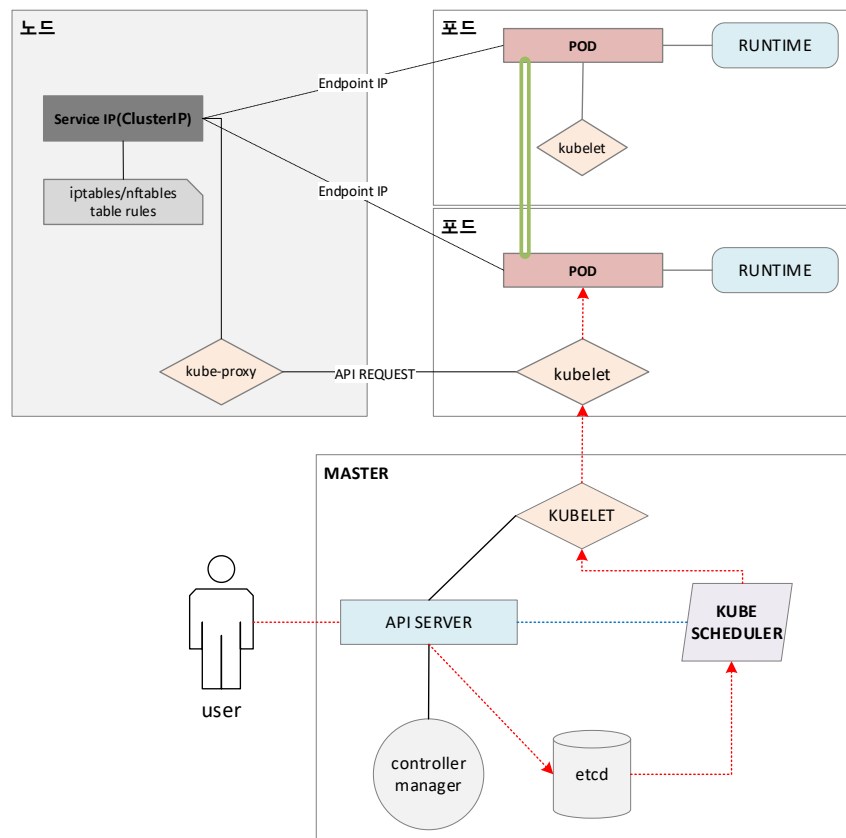 노드
Service IP(ClusterIP)
iptables/nftables
table rules
kube-proxy
Endpoint IP
Endpoint IP
API REQUEST
포드
POD
RUNTIME
kubelet
포드
POD
RUNTIME
kubelet
MASTER
KUBELET
API SERVER
KUBE
SCHEDULER
controller
manager
etcd
user